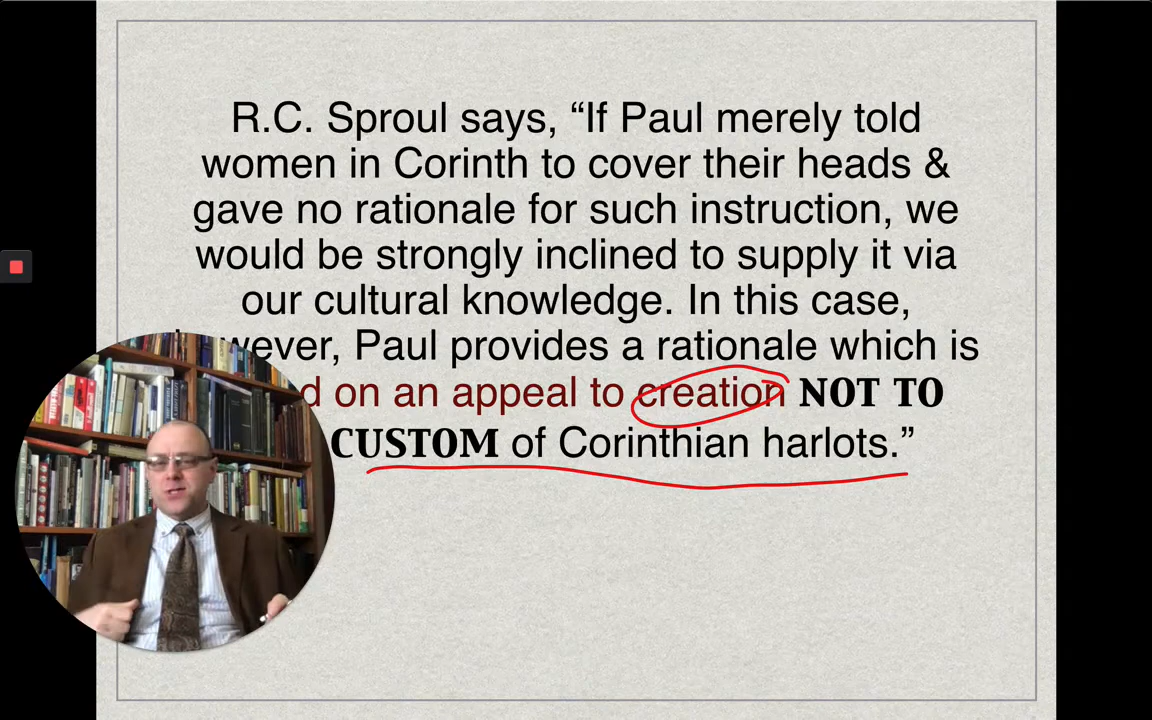 R.C. Sproul says, “If Paul merely told
women in Corinth to cover their heads &
gave no rationale for such instruction, we
would be strongly inclined to supply it via
our cultural knowledge. In this case,
Paul provides a rationale which is
on an appeal to creation NOT TO
CUSTOM of Corinthian harlots.”